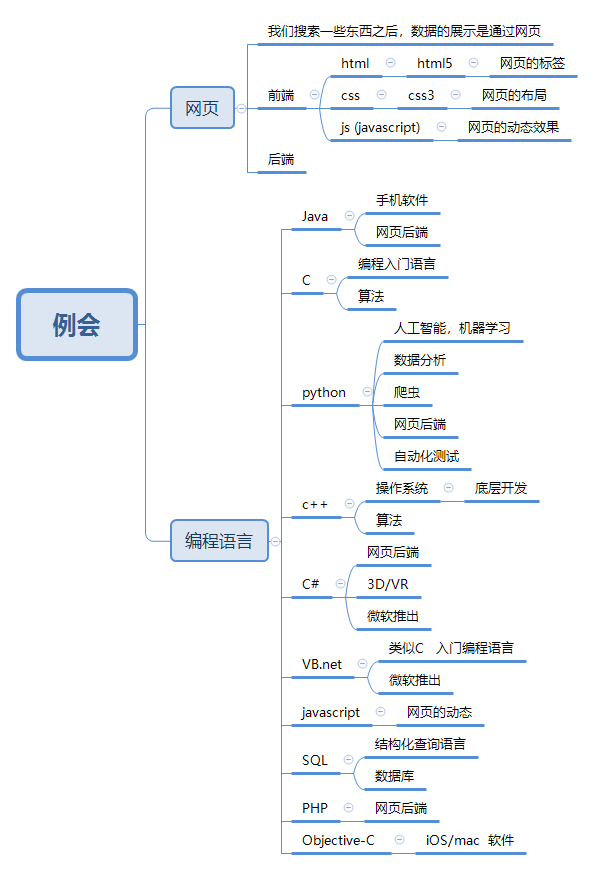 例会
网页
我们搜索一些东西之后，数据的展示是通过网页
前端
html
html5
网页的标签
css
css3
网页的布局
js (javascript)
网页的动态效果
后端
编程语言
Java
手机软件
网页后端
C
编程入门语言
算法
python
人工智能，机器学习
数据分析
爬虫
网页后端
自动化测试
c++
操作系统
底层开发
算法
C#
网页后端
3D/VR
微软推出
VB.net
类似C 入门编程语言
微软推出
javascript
网页的动态
SQL
结构化查询语言
数据库
PHP
网页后端
Objective-C
iOS/mac 软件